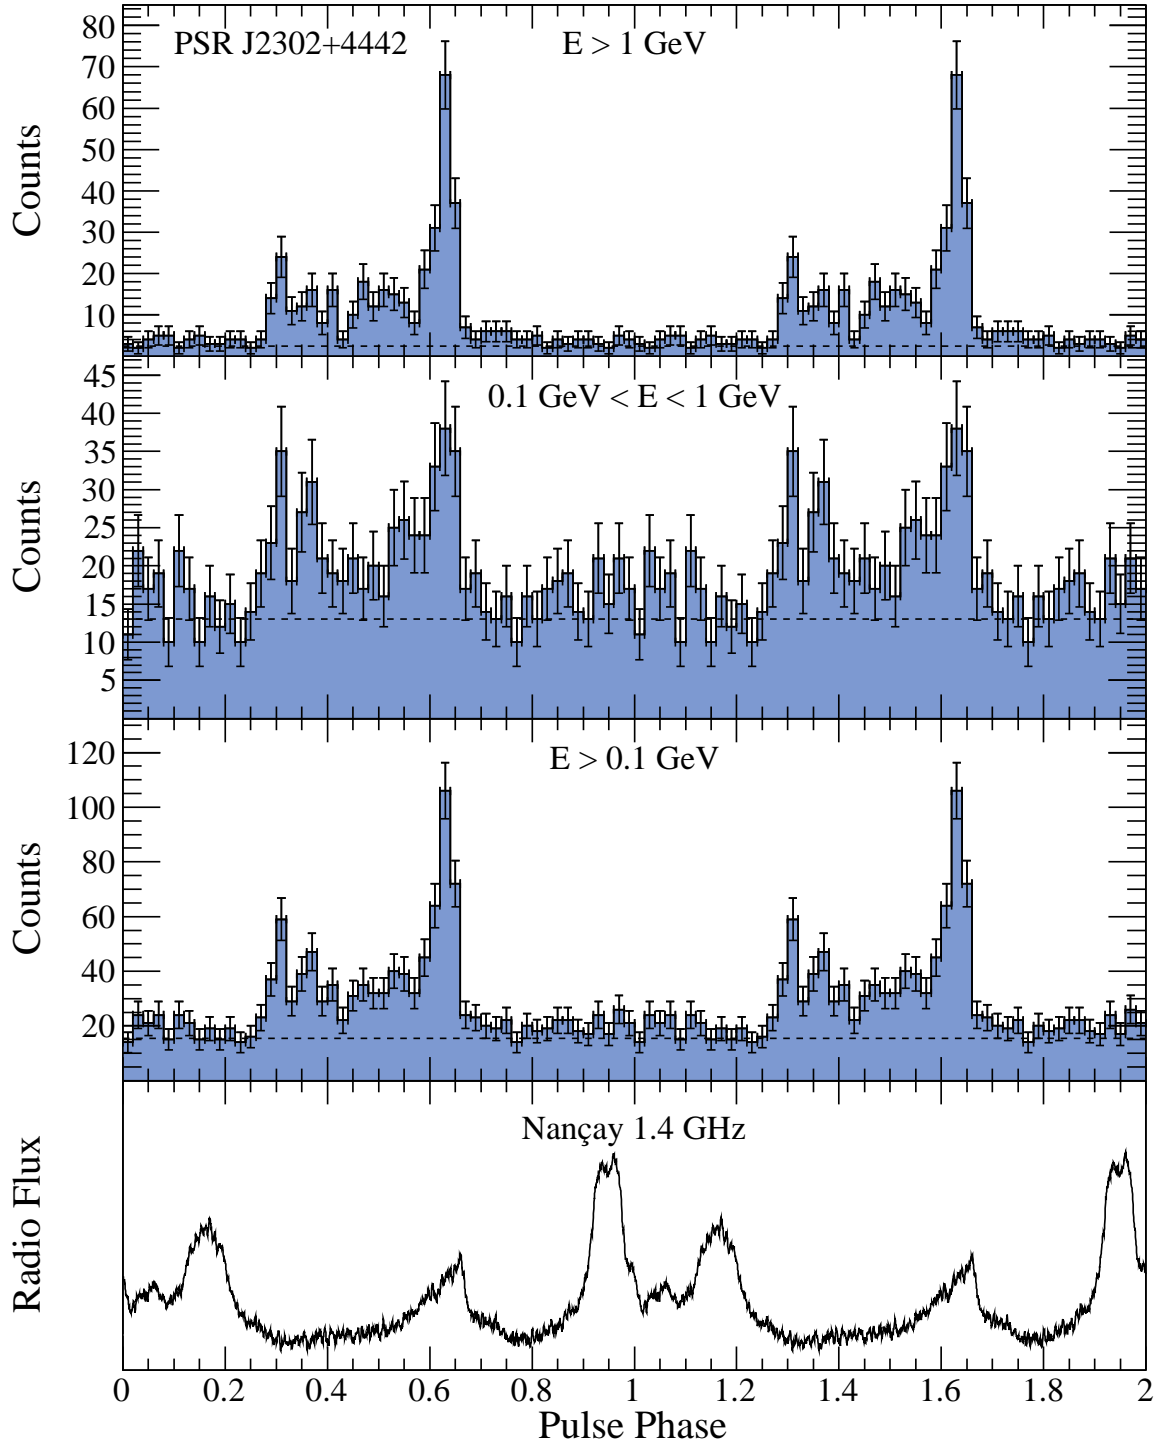 PSR J2302+4442 E > 1 GeV
80
70
60
50
40
30
20
10
Counts
0.1 GeV < E < 1 GeV
45
40
35
30
25
20
15
10
5
Counts
E > 0.1 GeV
120
100
80
60
40
20
Counts
Nançay 1.4 GHz
Radio Flux
0 0.2 0.4 0.6 0.8 1 1.2 1.4 1.6 1.8 2
Pulse Phase